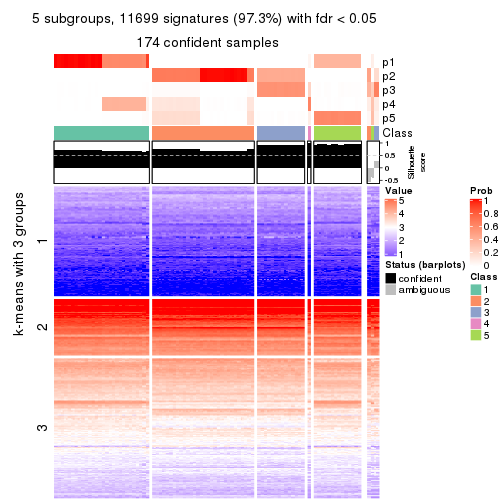 5 subgroups, 11699 signatures (97.3%) with fdr < 0.05
174 confident samples
p1
p2
p3
p4
p5
Class
1
0.5
0
-0.5
Silhouette
score
k-means with 3 groups
1
2
3
Value
5
4
3
2
1
Status (barplots)
confident
ambiguous
Prob
1
0.8
0.6
0.4
0.2
0
Class
1
2
3
4
5